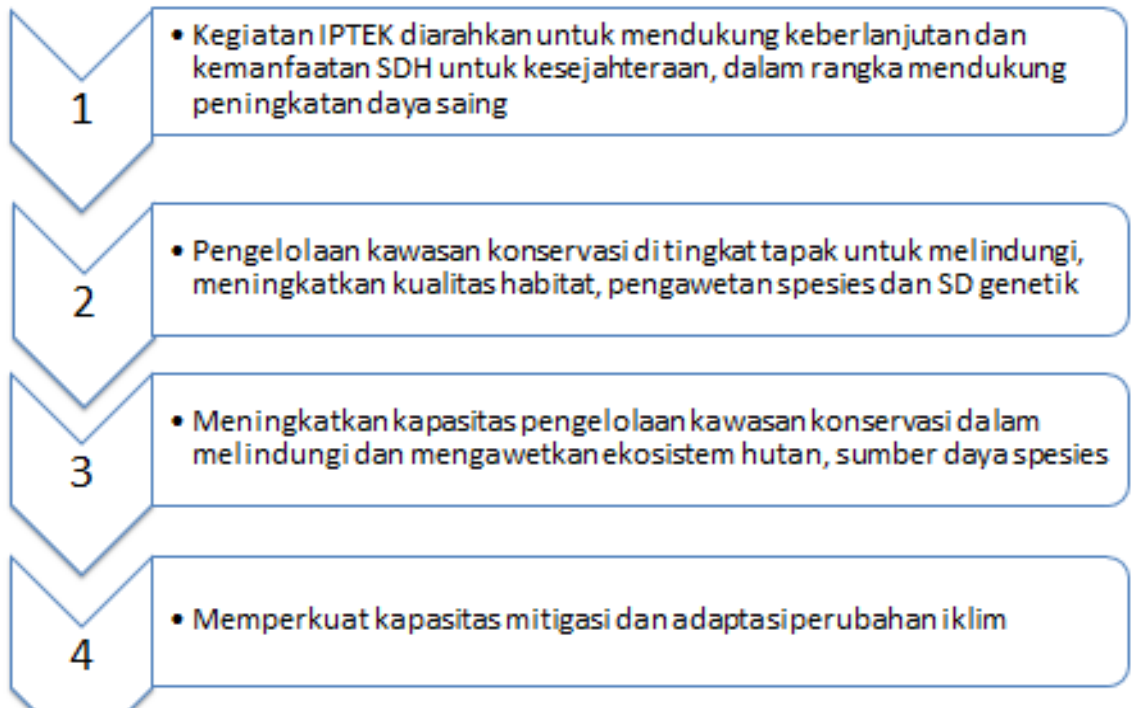 1
• Kegiatan IPTEK diarahkan untuk mendukung keberlanjutan dan
kemanfaatan SDH untuk kesejahteraan, dalam rangka mendukung
peningkatan daya saing
2
• Pengelolaan kawasan konservasi di tingkat tapak untuk melindungi,
meningkatkan kualitas habitat, pengawetan spesies dan SD genetik
3
• Meningkatkan kapasitas pengelolaan kawasan konservasi dalam
melindungi dan mengawetkan ekosistem hutan, sumber daya spesies
4
• Memperkuat kapasitas mitigasi dan adaptasi perubahan iklim